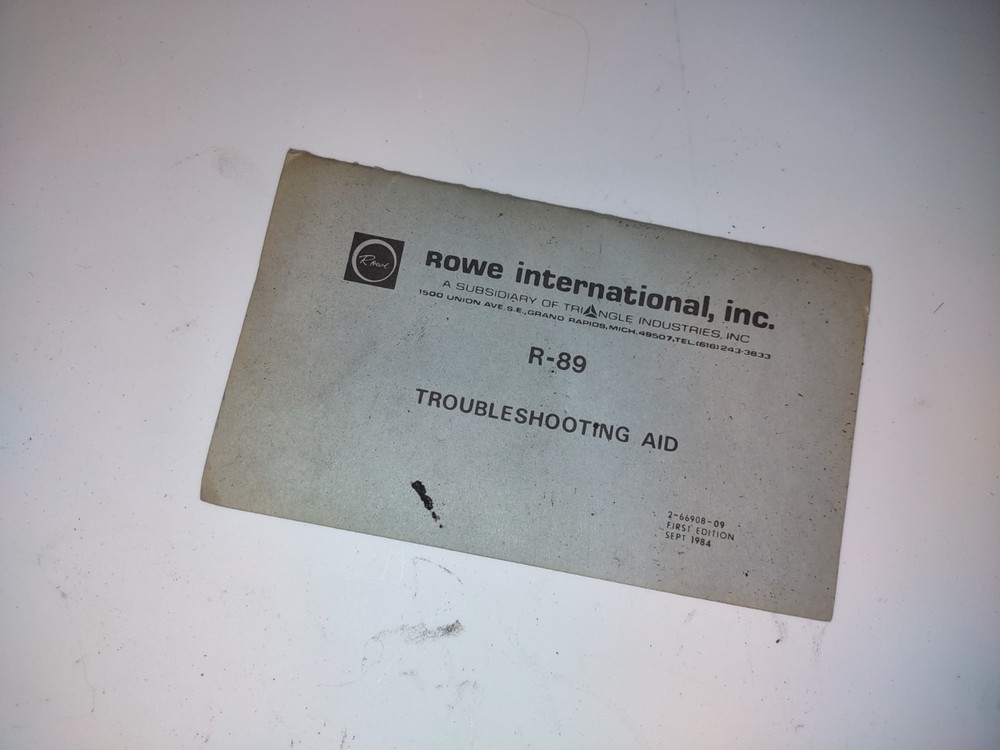 Rowe
Rowe international, inc.
A SUBSIDIARY OF TRIANGLE INDUSTRIES, INC
1500 UNION AVE. S.E., GRAND RAPIDS, MICH. 49507, TEL. (616) 243-3633
R-89
TROUBLESHOOTING AID
2-66908-09
FIRST EDITION
SEPT 1984